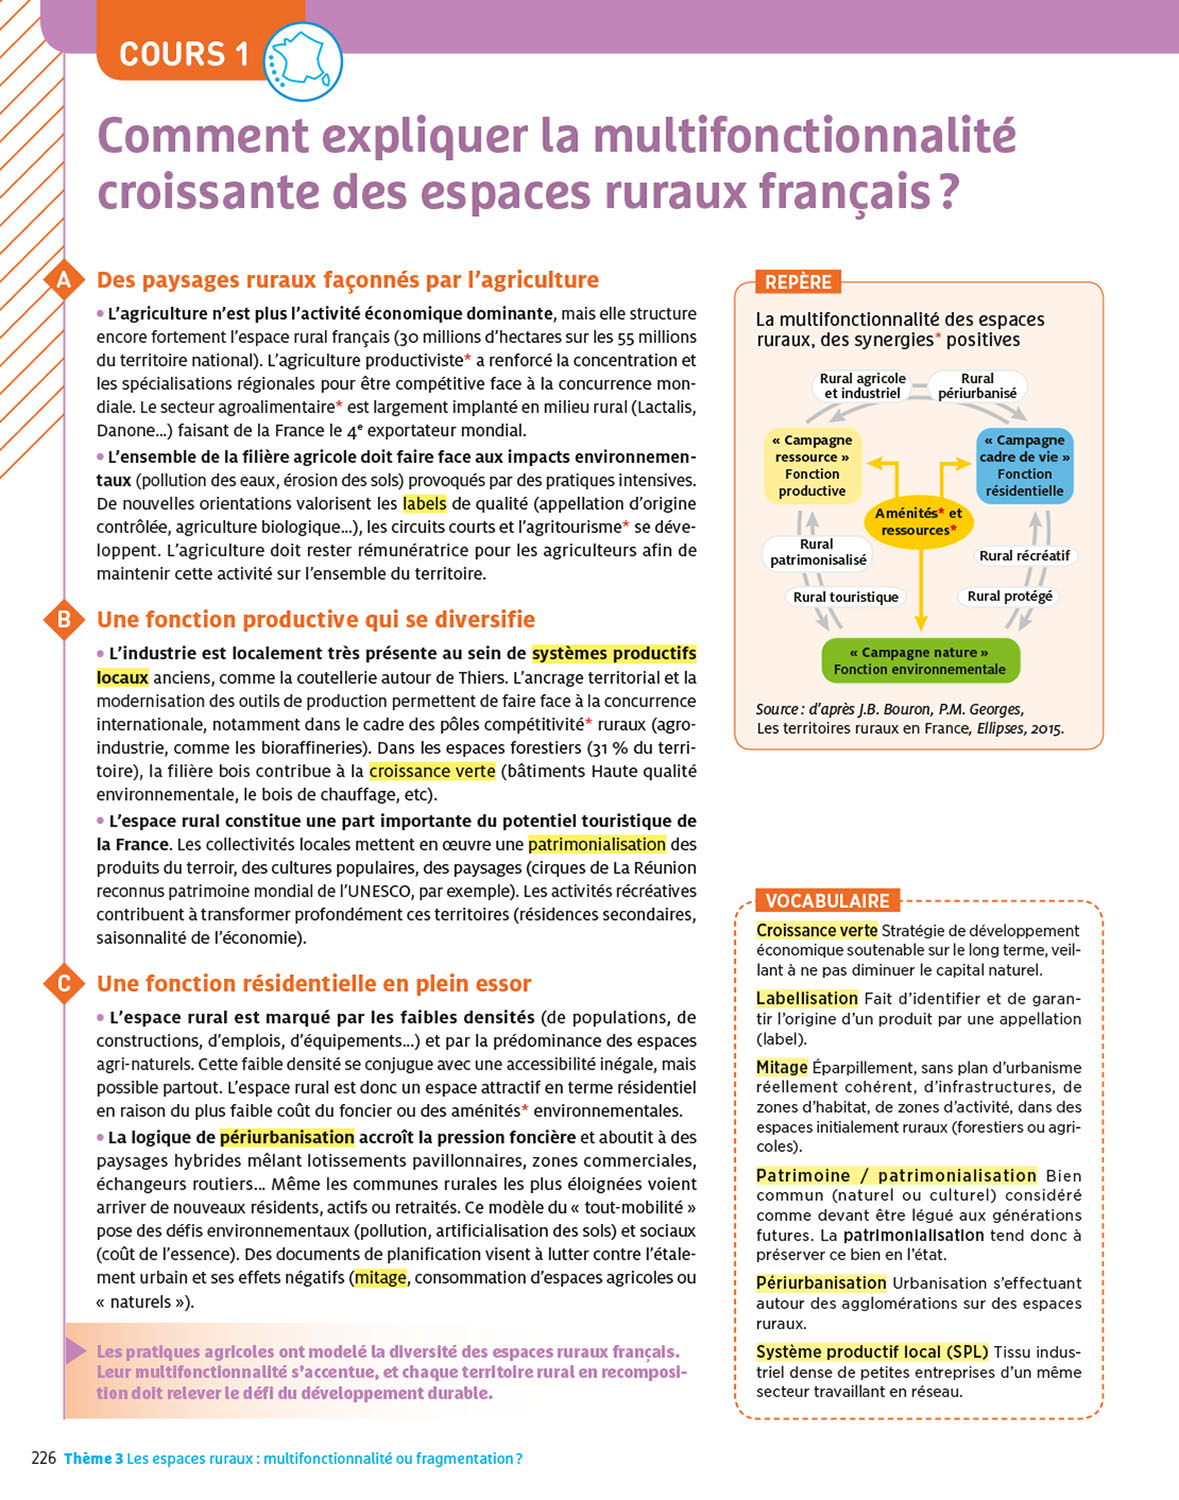 COURS 1
Comment expliquer la multifonctionnalité
croissante des espaces ruraux français ?
A Des paysages ruraux façonnés par l'agriculture
• L'agriculture n'est plus l'activité économique dominante, mais elle structure
encore fortement l'espace rural français (30 millions d'hectares sur les 55 millions
du territoire national). L'agriculture productiviste* a renforcé la concentration et
les spécialisations régionales pour être compétitive face à la concurrence mon-
diale. Le secteur agroalimentaire* est largement implanté en milieu rural (Lactalis,
Danone...) faisant de la France le 4e exportateur mondial.
• L'ensemble de la filière agricole doit faire face aux impacts environnemen-
taux (pollution des eaux, érosion des sols) provoqués par des pratiques intensives.
De nouvelles orientations valorisent les labels de qualité (appellation d'origine
contrôlée, agriculture biologique...), les circuits courts et l'agritourisme* se déve-
loppent. L'agriculture doit rester rémunératrice pour les agriculteurs afin de
maintenir cette activité sur l'ensemble du territoire.
B Une fonction productive qui se diversifie
• L'industrie est localement très présente au sein de systèmes productifs
locaux anciens, comme la coutellerie autour de Thiers. L'ancrage territorial et la
modernisation des outils de production permettent de faire face à la concurrence
internationale, notamment dans le cadre des pôles compétitivité* ruraux (agro-
industrie, comme les bioraffineries). Dans les espaces forestiers (31 % du terri-
toire), la filière bois contribue à la croissance verte (bâtiments Haute qualité
environnementale, le bois de chauffage, etc).
• L'espace rural constitue une part importante du potentiel touristique de
la France. Les collectivités locales mettent en œuvre une patrimonialisation des
produits du terroir, des cultures populaires, des paysages (cirques de La Réunion
reconnus patrimoine mondial de l'UNESCO, par exemple). Les activités récréatives
contribuent à transformer profondément ces territoires (résidences secondaires,
saisonnalité de l'économie).
C Une fonction résidentielle en plein essor
• L'espace rural est marqué par les faibles densités (de populations, de
constructions, d'emplois, d'équipements...) et par la prédominance des espaces
agri-naturels. Cette faible densité se conjugue avec une accessibilité inégale, mais
possible partout. L'espace rural est donc un espace attractif en terme résidentiel
en raison du plus faible coût du foncier ou des aménités* environnementales.
• La logique de périurbanisation accroît la pression foncière et aboutit à des
paysages hybrides mêlant lotissements pavillonnaires, zones commerciales,
échangeurs routiers... Même les communes rurales les plus éloignées voient
arriver de nouveaux résidents, actifs ou retraités. Ce modèle du « tout-mobilité »
pose des défis environnementaux (pollution, artificialisation des sols) et sociaux
(coût de l'essence). Des documents de planification visent à lutter contre l'étale-
ment urbain et ses effets négatifs (mitage, consommation d'espaces agricoles ou
« naturels »).
Les pratiques agricoles ont modelé la diversité des espaces ruraux français.
Leur multifonctionnalité s'accentue, et chaque territoire rural en recomposi-
tion doit relever le défi du développement durable.
REPÈRE
La multifonctionnalité des espaces
ruraux, des synergies* positives
Rural agricole
et industriel
Rural
périurbanisé
« Campagne
ressource »
Fonction
productive
« Campagne
cadre de vie »
Fonction
résidentielle
Aménités* et
ressources*
Rural
patrimonisalisé
Rural récréatif
Rural touristique
Rural protégé
« Campagne nature »
Fonction environnementale
Source : d'après J.B. Bouron, P.M. Georges,
Les territoires ruraux en France, Ellipses, 2015.
VOCABULAIRE
Croissance verte Stratégie de développement
économique soutenable sur le long terme, veil-
lant à ne pas diminuer le capital naturel.
Labellisation Fait d'identifier et de garan-
tir l'origine d'un produit par une appellation
(label).
Mitage Éparpillement, sans plan d'urbanisme
réellement cohérent, d'infrastructures, de
zones d'habitat, de zones d'activité, dans des
espaces initialement ruraux (forestiers ou agri-
coles).
Patrimoine / patrimonialisation Bien
commun (naturel ou culturel) considéré
comme devant être légué aux générations
futures. La patrimonialisation tend donc à
préserver ce bien en l'état.
Périurbanisation Urbanisation s'effectuant
autour des agglomérations sur des espaces
ruraux.
Système productif local (SPL) Tissu indus-
triel dense de petites entreprises d'un même
secteur travaillant en réseau.
226 Thème 3 Les espaces ruraux : multifonctionnalité ou fragmentation ?